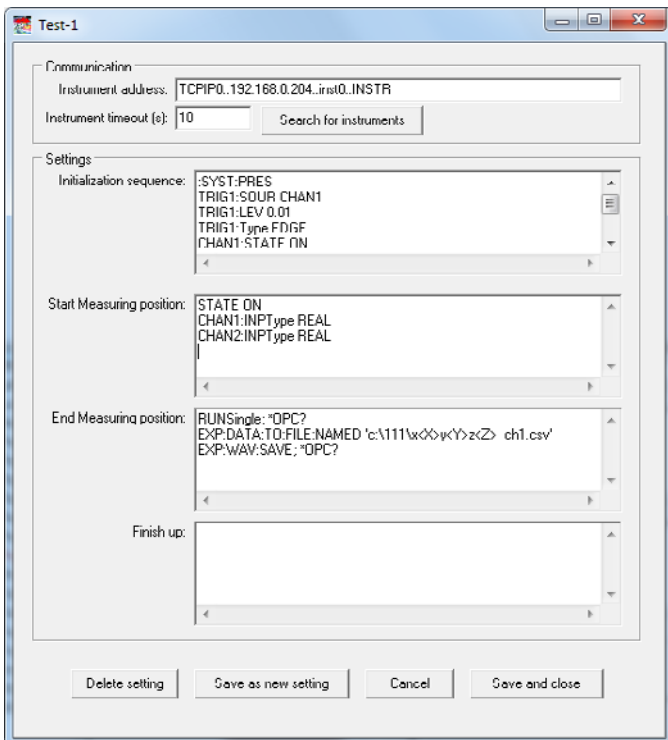 Test-1
Communication
Instrument address: TCPIP0..192.168.0.204..inst0..INSTR
Instrument timeout (s): 10 Search for instruments
Settings
Initialization sequence: :SYST:PRES
TRIG1:SOUR CHAN1
TRIG1:LEV 0.01
TRIG1:Type EDGE
CHAN1:STATE ON
Start Measuring position: STATE ON
CHAN1:INPType REAL
CHAN2:INPType REAL
End Measuring position: RUNSingle; *OPC?
EXP:DATA:TO:FILE:NAMED 'c:\111\x<X>y<Y>z<Z> ch1.csv'
EXP:WAV:SAVE; *OPC?
Finish up:
Delete setting Save as new setting Cancel Save and close